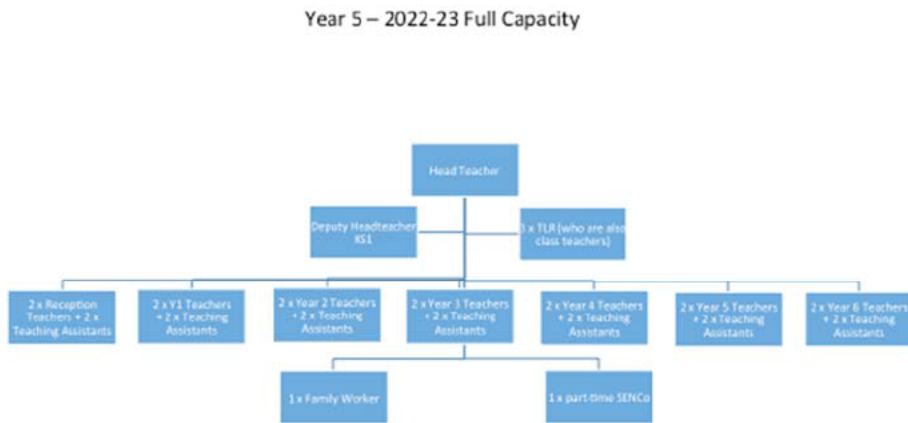 Year 5 – 2022-23 Full Capacity
Head Teacher
Deputy Headteacher
KS1
3 x TLR (who are also
class teachers)
2 x Reception
Teachers + 2 x
Teaching Assistants
2 x Y1 Teachers
+ 2 x Teaching
Assistants
2 x Year 2 Teachers
+ 2 x Teaching
Assistants
2 x Year 3 Teachers
+ 2 x Teaching
Assistants
2 x Year 4 Teachers
+ 2 x Teaching
Assistants
2 x Year 5 Teachers
+ 2 x Teaching
Assistants
2 x Year 6 Teachers
+ 2 x Teaching
Assistants
1 x Family Worker
1 x part-time SENCo